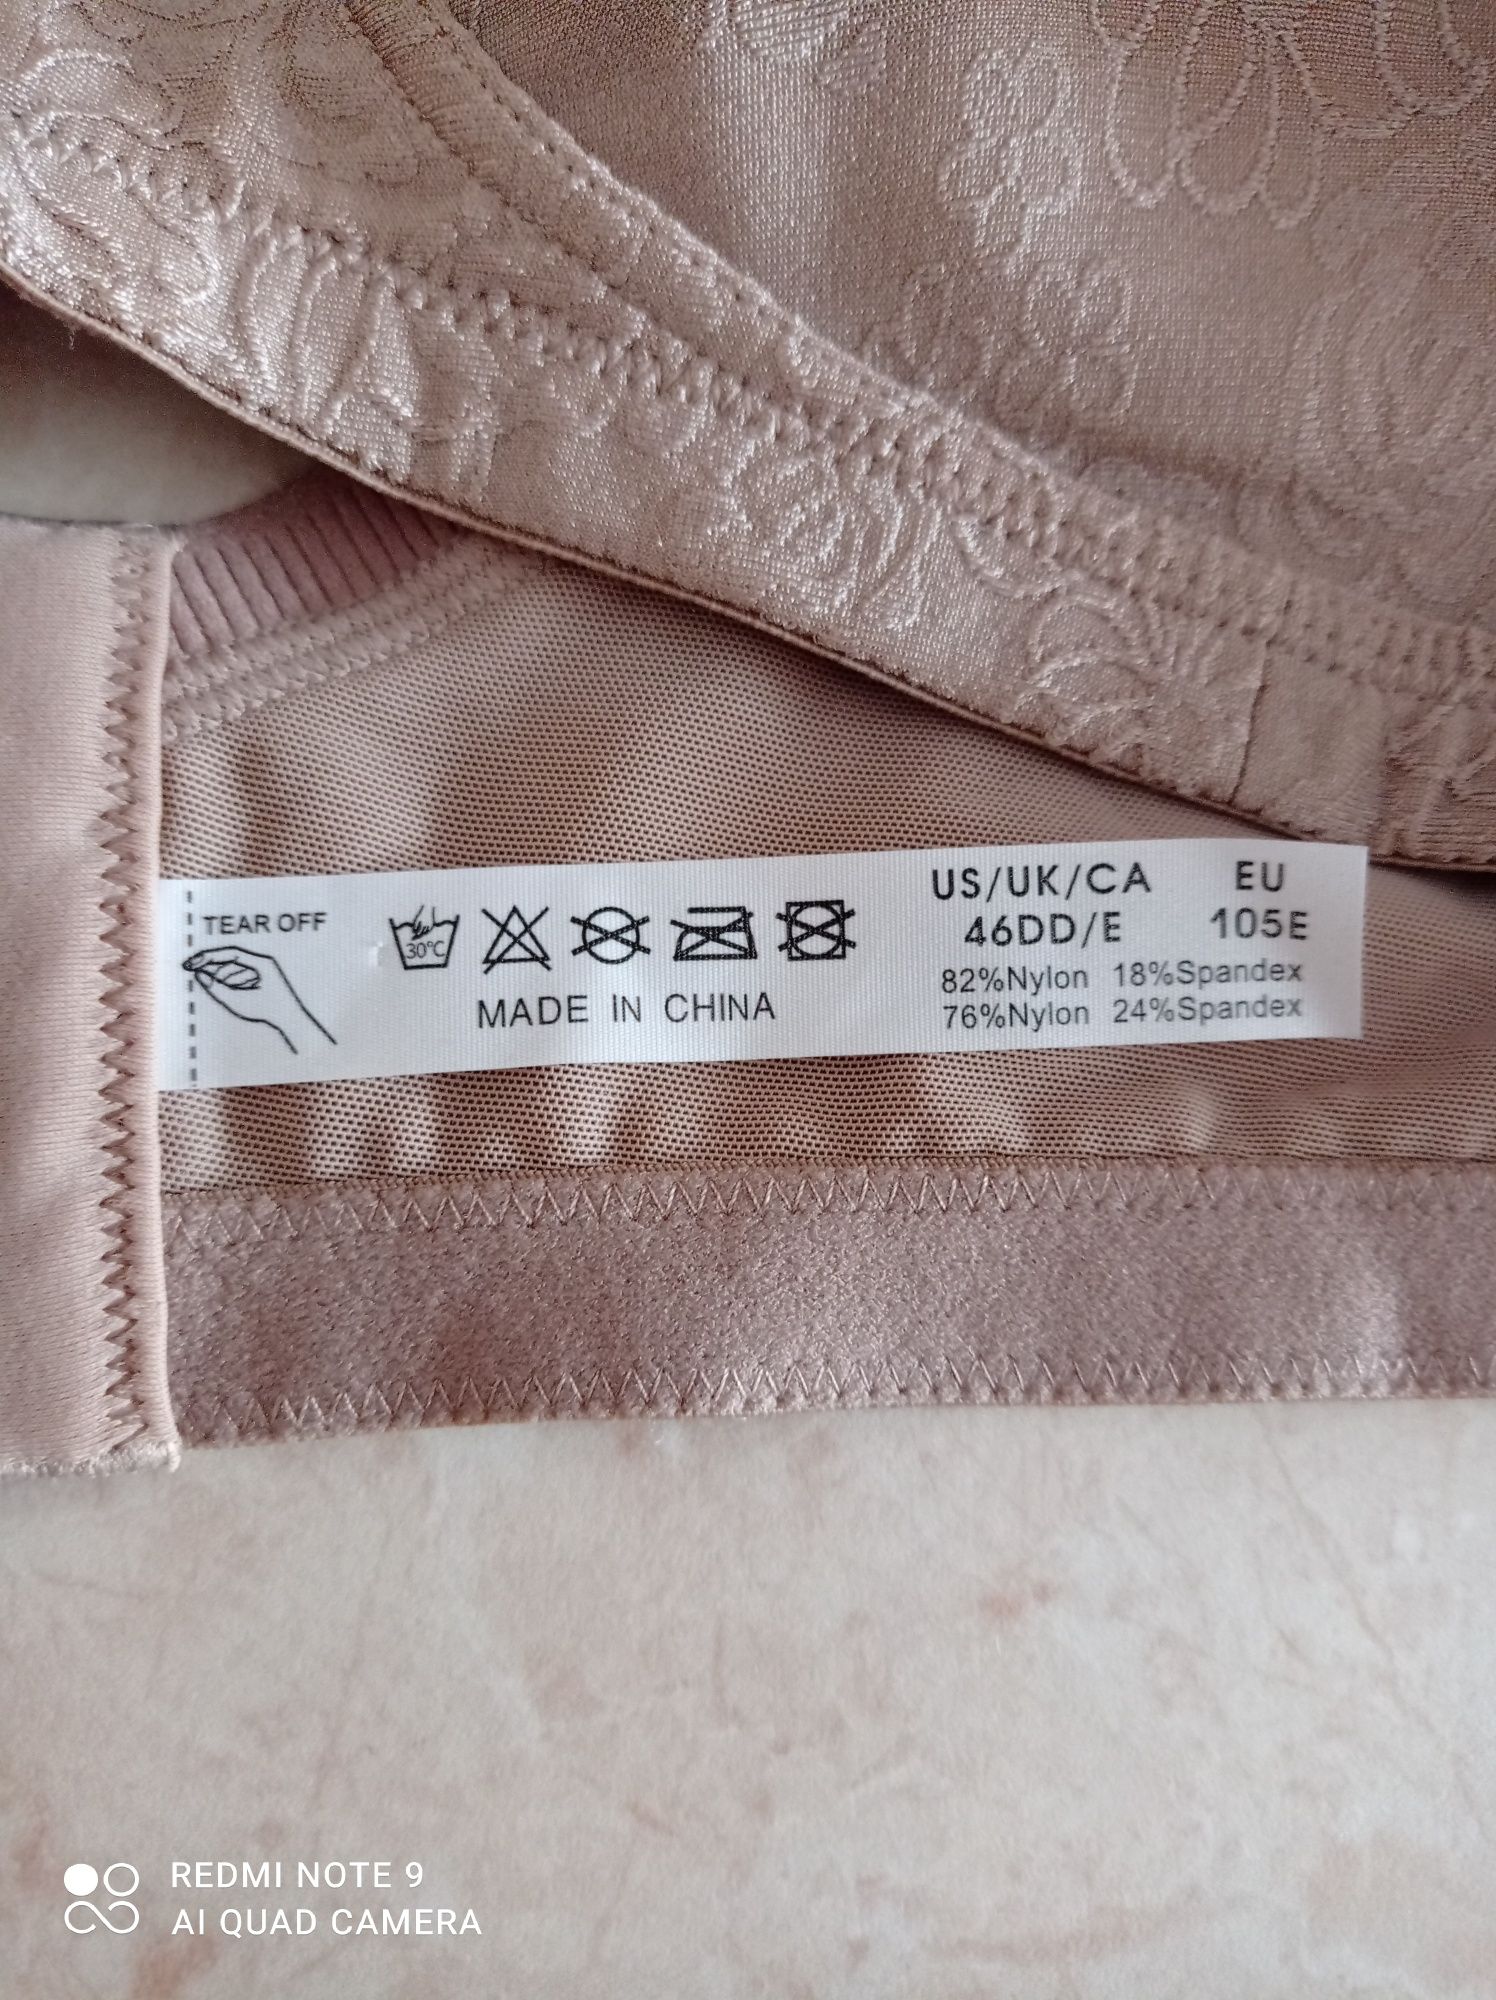 TEAR OFF
30°C
MADE IN CHINA
US/UK/CA EU
46DD/E 105E
82%Nylon 18%Spandex
76%Nylon 24%Spandex
REDMI NOTE 9
AI QUAD CAMERA